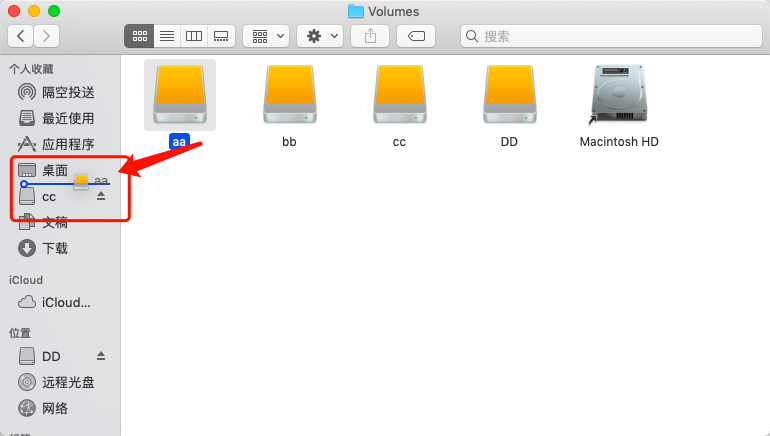 Volumes
搜索
个人收藏
隔空投送
最近使用
应用程序
桌面
aa
cc
文稿
下载
iCloud
iCloud...
位置
DD
远程光盘
网络
aa
bb
cc
DD
Macintosh HD